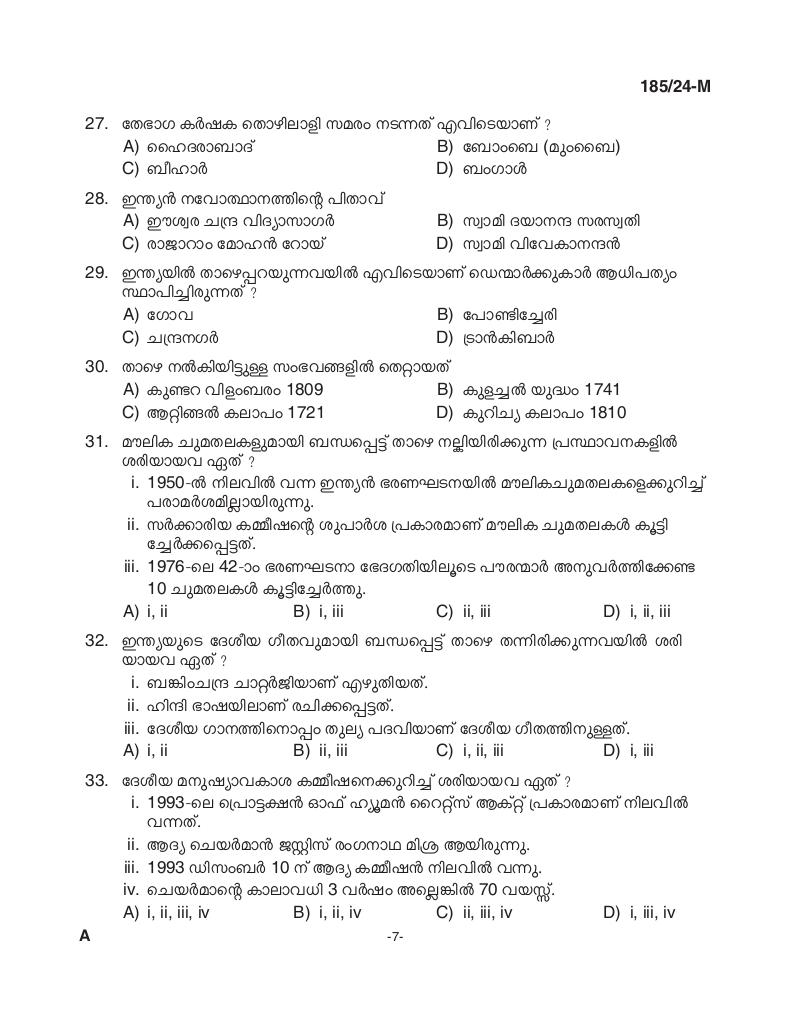 185/24-M
27. തേഭാഗ കർഷക തൊഴിലാളി സമരം നടന്നത് എവിടെയാണ് ?
A) ഹൈദരാബാദ് B) ബോംബെ (മുംബൈ)
C) ബീഹാർ D) ബംഗാൾ
28. ഇന്ത്യൻ നവോത്ഥാനത്തിന്റെ പിതാവ്
A) ഈശ്വര ചന്ദ്ര വിദ്യാസാഗർ B) സ്വാമി ദയാനന്ദ സരസ്വതി
C) രാജാറാം മോഹൻ റോയ് D) സ്വാമി വിവേകാനന്ദൻ
29. ഇന്ത്യയിൽ താഴെപ്പറയുന്നവയിൽ എവിടെയാണ് ഡെന്മാർക്കുകാർ ആധിപത്യം
സ്ഥാപിച്ചിരുന്നത് ?
A) ഗോവ B) പോണ്ടിച്ചേരി
C) ചന്ദ്രനഗർ D) ട്രാൻകിബാർ
30. താഴെ നൽകിയിട്ടുള്ള സംഭവങ്ങളിൽ തെറ്റായത്
A) കുണ്ടറ വിളംബരം 1809 B) കുളച്ചൽ യുദ്ധം 1741
C) ആറ്റിങ്ങൽ കലാപം 1721 D) കുറിച്യ കലാപം 1810
31. മൗലിക ചുമതലകളുമായി ബന്ധപ്പെട്ട് താഴെ നല്കിയിരിക്കുന്ന പ്രസ്ഥാവനകളിൽ
ശരിയായവ ഏത് ?
i. 1950-ൽ നിലവിൽ വന്ന ഇന്ത്യൻ ഭരണഘടനയിൽ മൗലികചുമതലകളെക്കുറിച്ച്
പരാമർശമില്ലായിരുന്നു.
ii. സർക്കാരിയ കമ്മീഷന്റെ ശുപാർശ പ്രകാരമാണ് മൗലിക ചുമതലകൾ കൂട്ടി
ച്ചേർക്കപ്പെട്ടത്.
iii. 1976-ലെ 42-ാം ഭരണഘടനാ ഭേദഗതിയിലൂടെ പൗരന്മാർ അനുവർത്തിക്കേണ്ട
10 ചുമതലകൾ കൂട്ടിച്ചേർത്തു.
A) i, ii B) i, iii C) ii, iii D) i, ii, iii
32. ഇന്ത്യയുടെ ദേശീയ ഗീതവുമായി ബന്ധപ്പെട്ട് താഴെ തന്നിരിക്കുന്നവയിൽ ശരി
യായവ ഏത് ?
i. ബങ്കിംചന്ദ്ര ചാറ്റർജിയാണ് എഴുതിയത്.
ii. ഹിന്ദി ഭാഷയിലാണ് രചിക്കപ്പെട്ടത്.
iii. ദേശീയ ഗാനത്തിനൊപ്പം തുല്യ പദവിയാണ് ദേശീയ ഗീതത്തിനുള്ളത്.
A) i, ii B) ii, iii C) i, ii, iii D) i, iii
33. ദേശീയ മനുഷ്യാവകാശ കമ്മീഷനെക്കുറിച്ച് ശരിയായവ ഏത് ?
i. 1993-ലെ പ്രൊട്ടക്ഷൻ ഓഫ് ഹ്യൂമൻ റൈറ്റ്സ് ആക്റ്റ് പ്രകാരമാണ് നിലവിൽ
വന്നത്.
ii. ആദ്യ ചെയർമാൻ ജസ്റ്റിസ് രംഗനാഥ മിശ്ര ആയിരുന്നു.
iii. 1993 ഡിസംബർ 10 ന് ആദ്യ കമ്മീഷൻ നിലവിൽ വന്നു.
iv. ചെയർമാന്റെ കാലാവധി 3 വർഷം അല്ലെങ്കിൽ 70 വയസ്സ്.
A) i, ii, iii, iv B) i, ii, iv C) ii, iii, iv D) i, iii, iv
A -7-